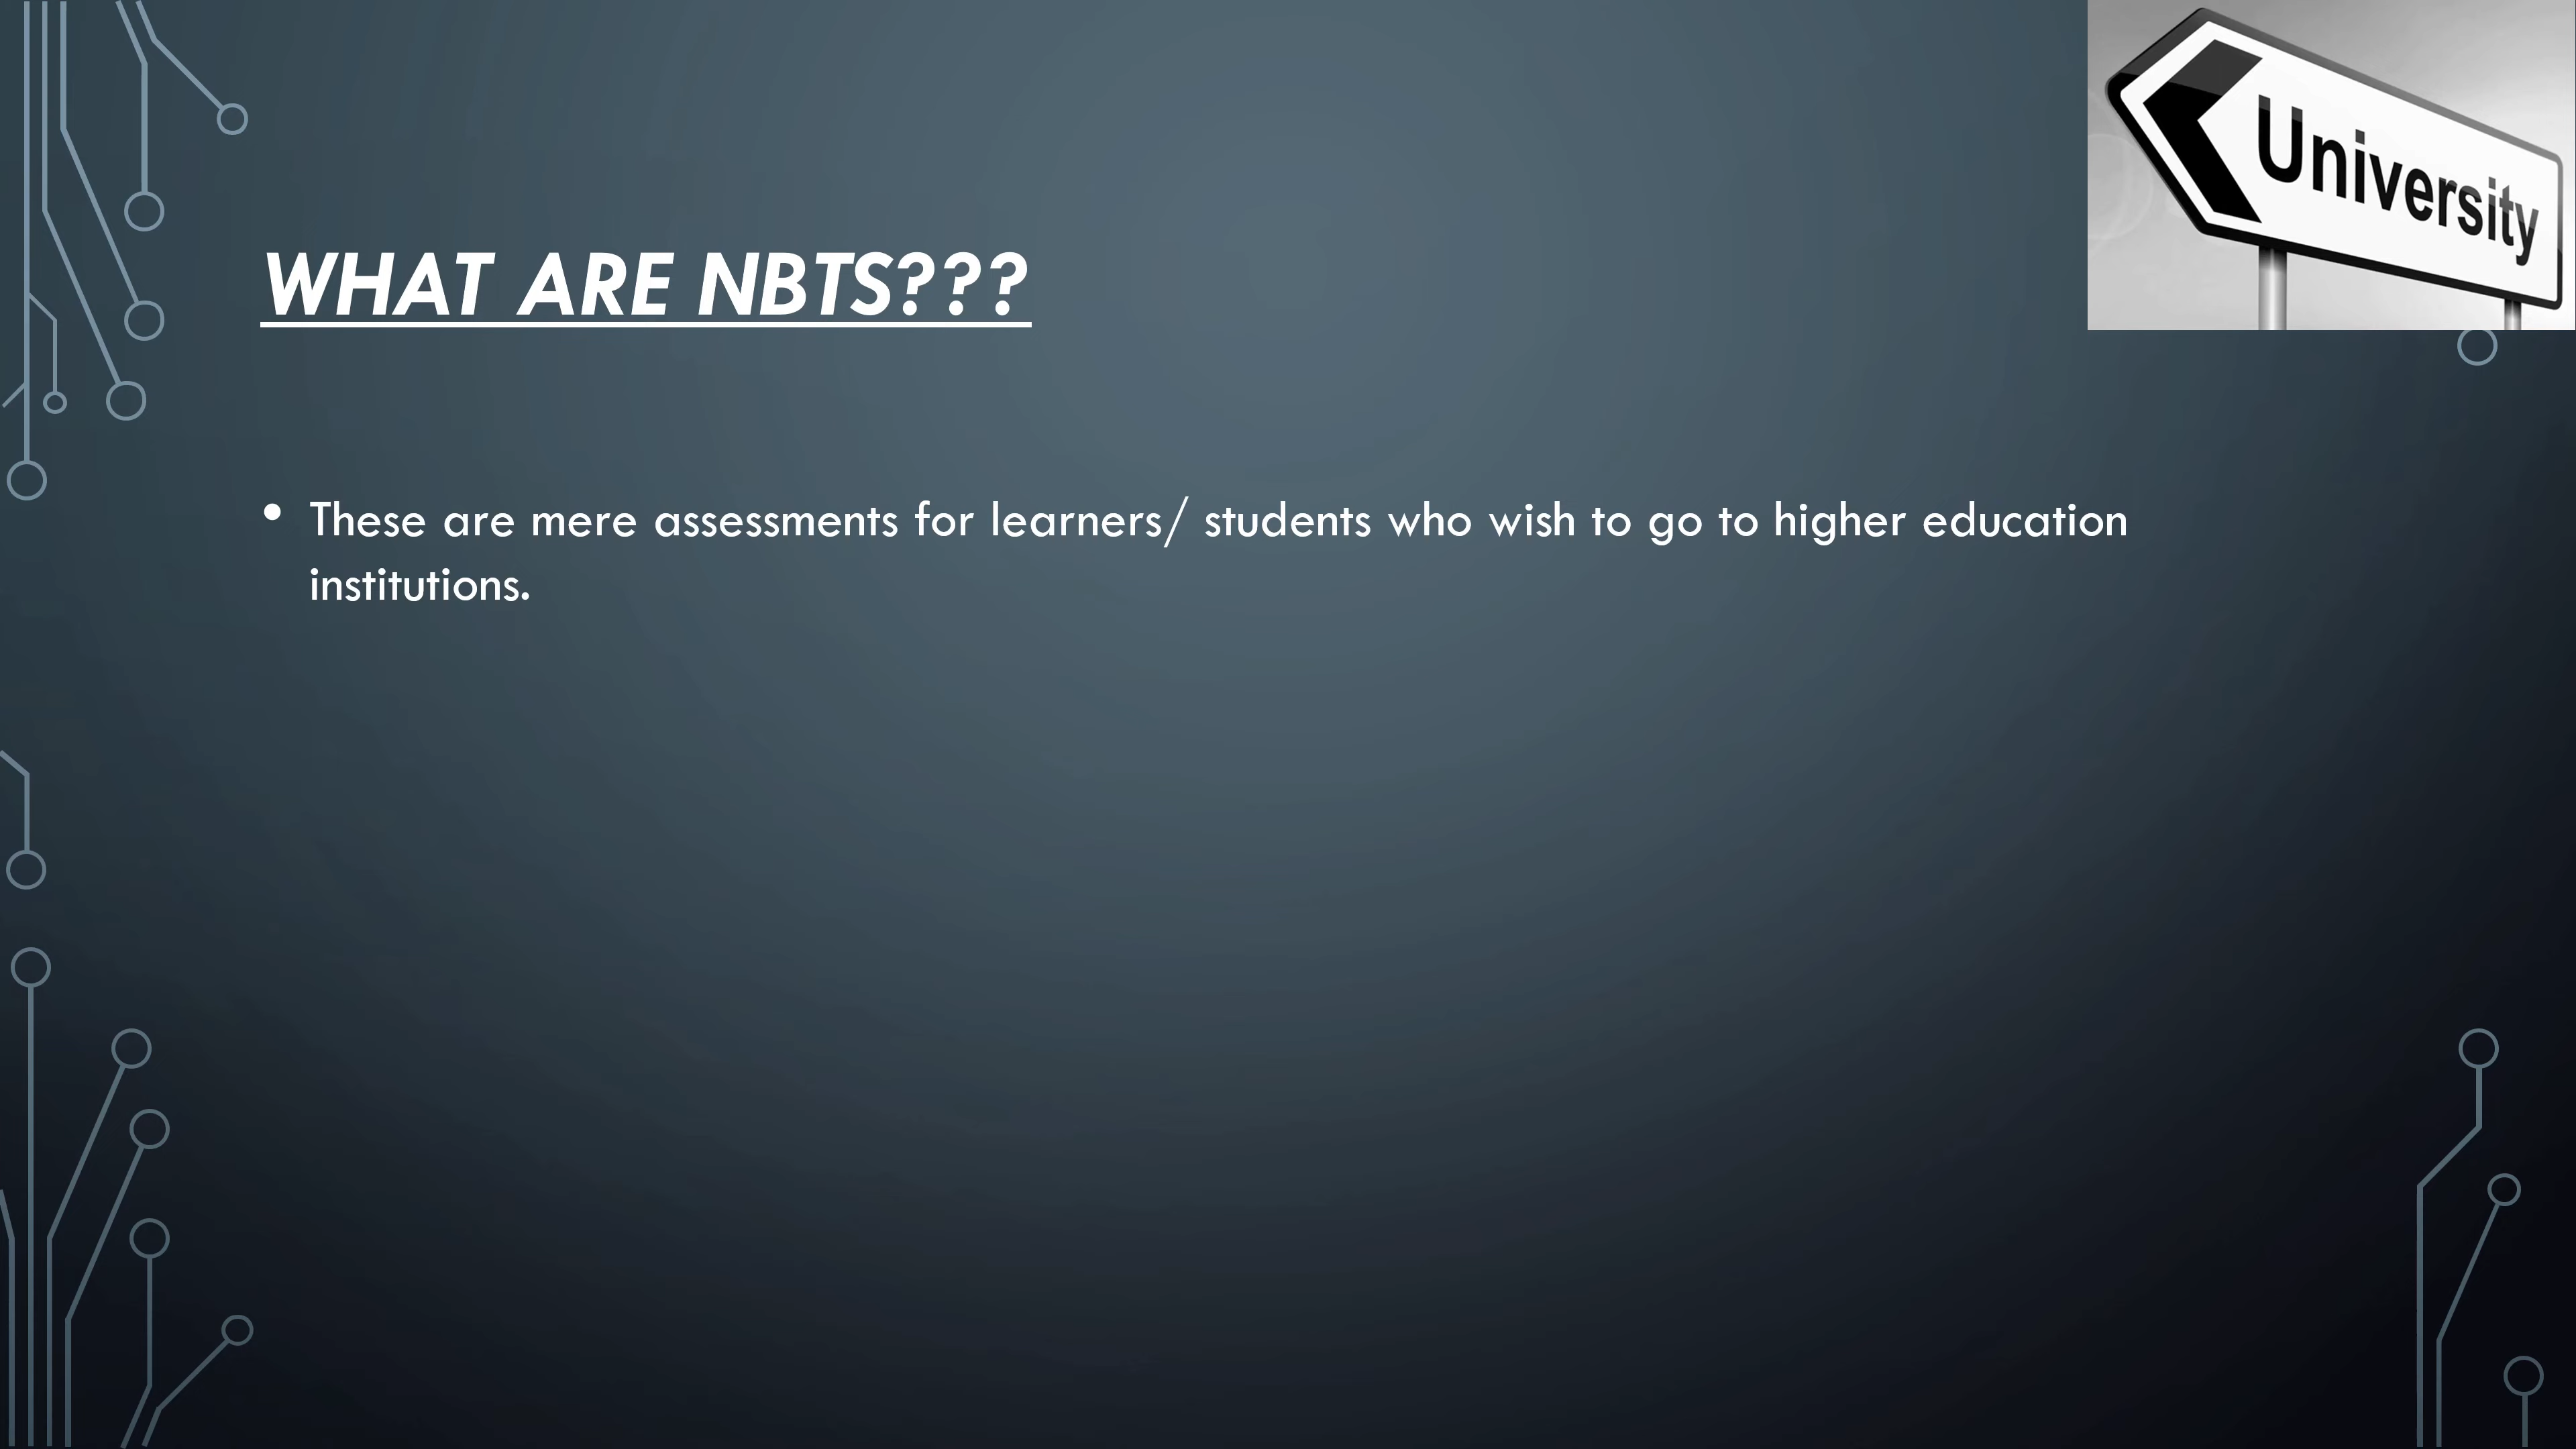 University
WHAT ARE NBTS???
• These are mere assessments for learners/ students who wish to go to higher education
institutions.